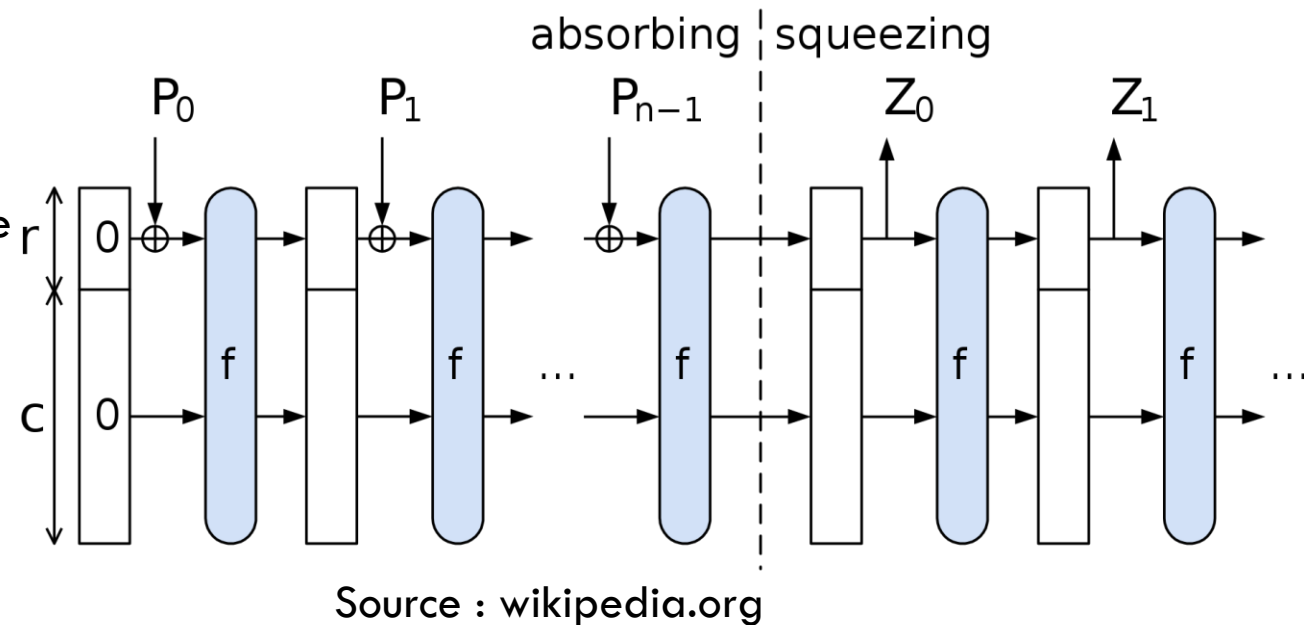 absorbing squeezing
P₀ P₁ Pₙ₋₁ Z₀ Z₁
e r 0
f f ... f f f ...
c 0
Source : wikipedia.org